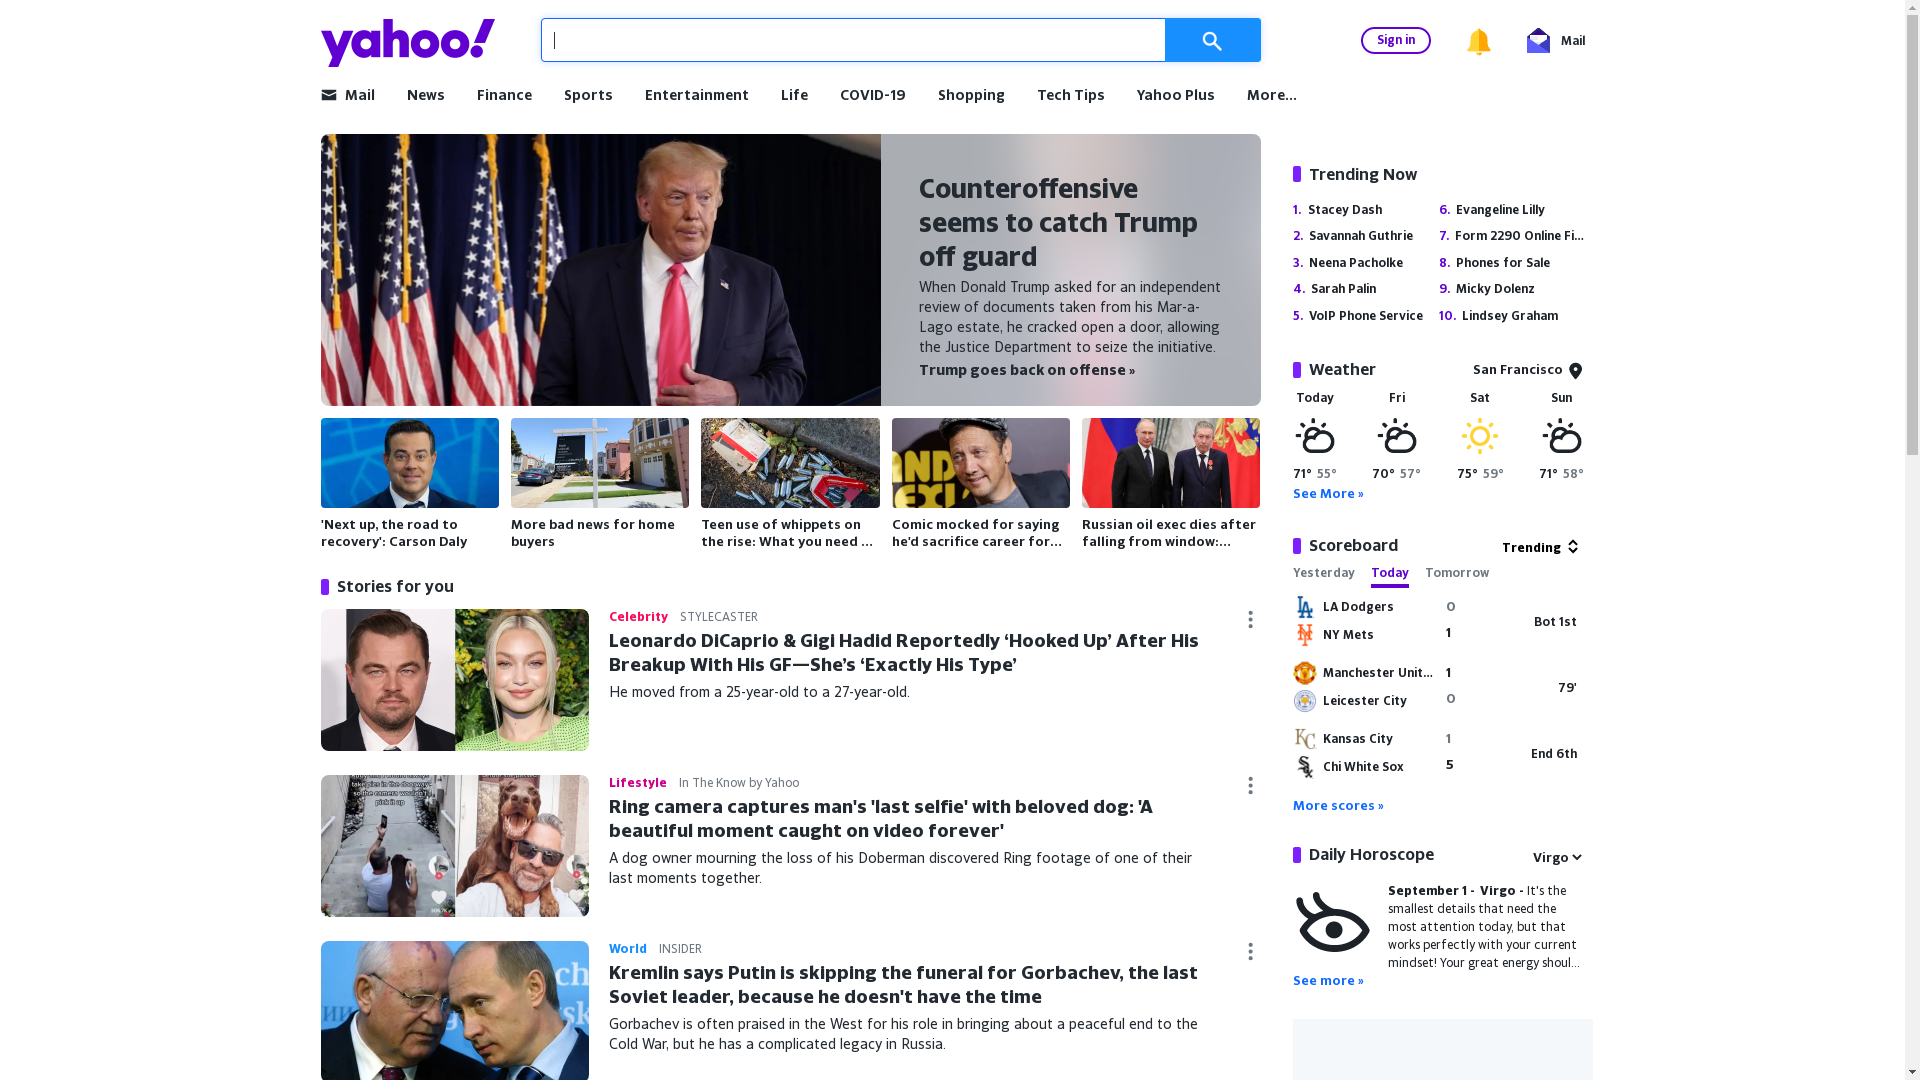 yahoo!
Sign in
Mail
Mail
News
Finance
Sports
Entertainment
Life
COVID-19
Shopping
Tech Tips
Yahoo Plus
More...
Counteroffensive
seems to catch Trump
off guard
When Donald Trump asked for an independent
review of documents taken from his Mar-a-
Lago estate, he cracked open a door, allowing
the Justice Department to seize the initiative.
Trump goes back on offense »
'Next up, the road to
recovery': Carson Daly
More bad news for home
buyers
Teen use of whippets on
the rise: What you need ...
Comic mocked for saying
he'd sacrifice career for...
Russian oil exec dies after
falling from window:...
Stories for you
Celebrity STYLECASTER
Leonardo DiCaprio & Gigi Hadid Reportedly ‘Hooked Up’ After His
Breakup With His GF—She’s ‘Exactly His Type’
He moved from a 25-year-old to a 27-year-old.
Lifestyle In The Know by Yahoo
Ring camera captures man's 'last selfie' with beloved dog: 'A
beautiful moment caught on video forever'
A dog owner mourning the loss of his Doberman discovered Ring footage of one of their
last moments together.
World INSIDER
Kremlin says Putin is skipping the funeral for Gorbachev, the last
Soviet leader, because he doesn't have the time
Gorbachev is often praised in the West for his role in bringing about a peaceful end to the
Cold War, but he has a complicated legacy in Russia.
Trending Now
1. Stacey Dash
2. Savannah Guthrie
3. Neena Pacholke
4. Sarah Palin
5. VoIP Phone Service
6. Evangeline Lilly
7. Form 2290 Online Fi...
8. Phones for Sale
9. Micky Dolenz
10. Lindsey Graham
Weather
San Francisco
Today Fri Sat Sun
71° 55° 70° 57° 75° 59° 71° 58°
See More »
Scoreboard
Trending
Yesterday Today Tomorrow
LA Dodgers 0
NY Mets 1
Bot 1st
Manchester Unit... 1
Leicester City 0
79'
Kansas City 1
Chi White Sox 5
End 6th
More scores »
Daily Horoscope
Virgo
September 1 - Virgo - It's the
smallest details that need the
most attention today, but that
works perfectly with your current
mindset! Your great energy shoul...
See more »